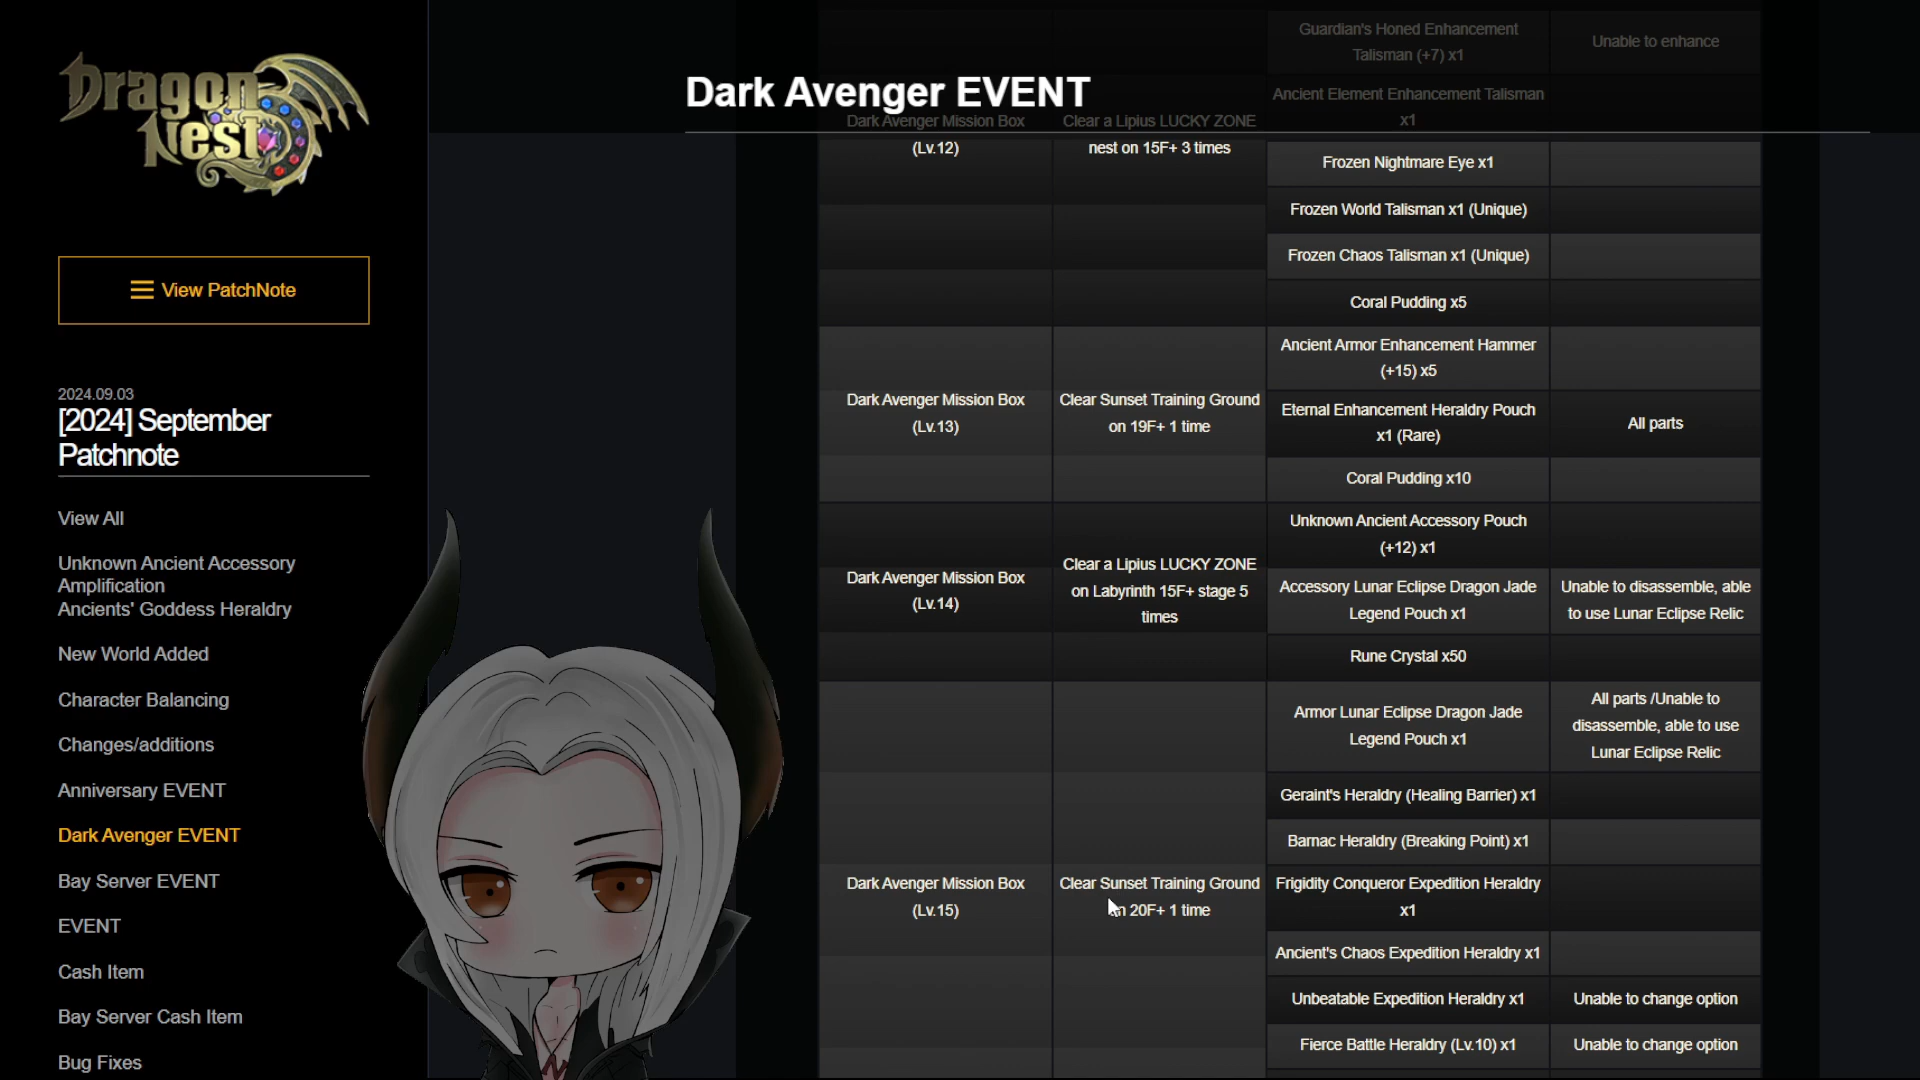 Dragon
Nest
View PatchNote
2024.09.03
[2024] September
Patchnote
View All
Unknown Ancient Accessory
Amplification
Ancients' Goddess Heraldry
New World Added
Character Balancing
Changes/additions
Anniversary EVENT
Dark Avenger EVENT
Bay Server EVENT
EVENT
Cash Item
Bay Server Cash Item
Bug Fixes
Dark Avenger EVENT
Guardian's Honed Enhancement
Talisman (+7) x1
Unable to enhance
Ancient Element Enhancement Talisman
x1
Dark Avenger Mission Box
(Lv.12)
Clear a Lipius LUCKY ZONE
nest on 15F+ 3 times
Frozen Nightmare Eye x1
Frozen World Talisman x1 (Unique)
Frozen Chaos Talisman x1 (Unique)
Coral Pudding x5
Dark Avenger Mission Box
(Lv.13)
Clear Sunset Training Ground
on 19F+ 1 time
Ancient Armor Enhancement Hammer
(+15) x5
Eternal Enhancement Heraldry Pouch
x1 (Rare)
All parts
Coral Pudding x10
Dark Avenger Mission Box
(Lv.14)
Clear a Lipius LUCKY ZONE
on Labyrinth 15F+ stage 5
times
Unknown Ancient Accessory Pouch
(+12) x1
Accessory Lunar Eclipse Dragon Jade
Legend Pouch x1
Unable to disassemble, able
to use Lunar Eclipse Relic
Rune Crystal x50
Dark Avenger Mission Box
(Lv.15)
Clear Sunset Training Ground
on 20F+ 1 time
Armor Lunar Eclipse Dragon Jade
Legend Pouch x1
All parts /Unable to
disassemble, able to use
Lunar Eclipse Relic
Geraint's Heraldry (Healing Barrier) x1
Barnac Heraldry (Breaking Point) x1
Frigidity Conqueror Expedition Heraldry
x1
Ancient's Chaos Expedition Heraldry x1
Unbeatable Expedition Heraldry x1
Unable to change option
Fierce Battle Heraldry (Lv.10) x1
Unable to change option